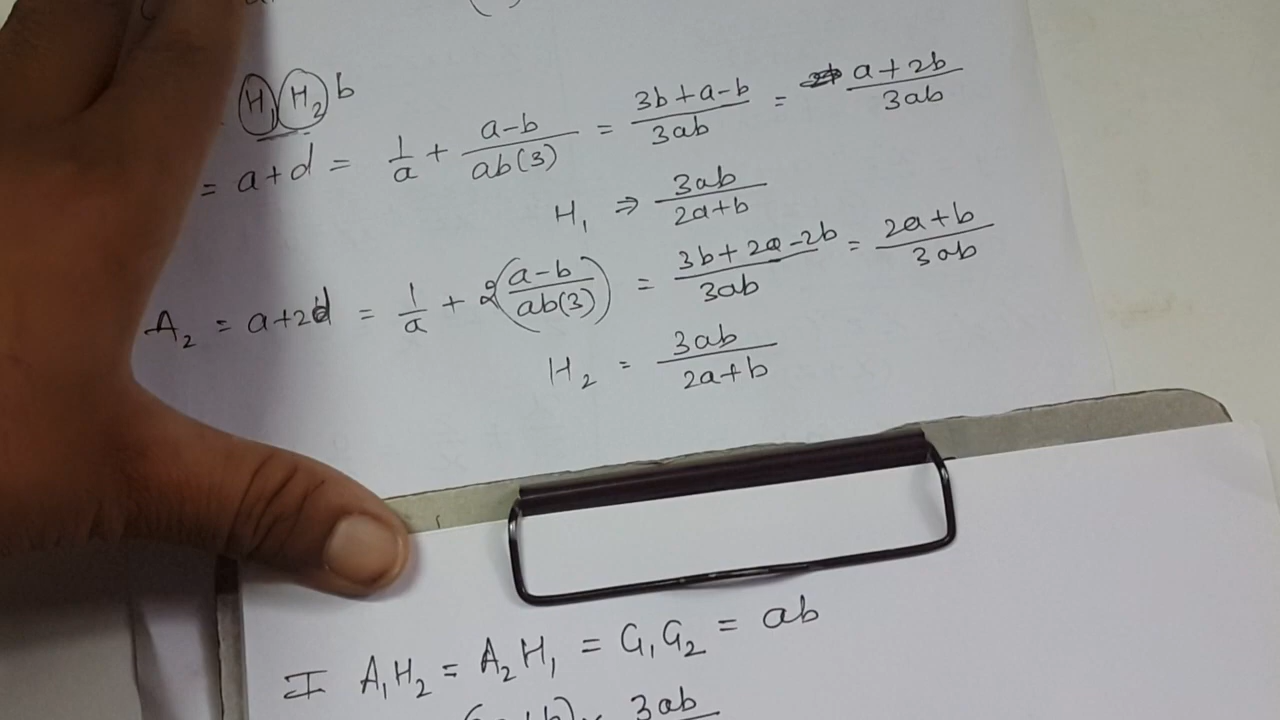 H₁ H₂ b
= a+d = 1/a + (a-b)/(ab(3)) = (3b+a-b)/(3ab) = (a+2b)/(3ab)
H₁ ⇒ 3ab/(2a+b)
A₂ = a+2d = 1/a + 2((a-b)/(ab(3))) = (3b+2a-2b)/(3ab) = (2a+b)/(3ab)
H₂ = 3ab/(2a+b)
I A₁H₂ = A₂H₁ = G₁G₂ = ab
3ab